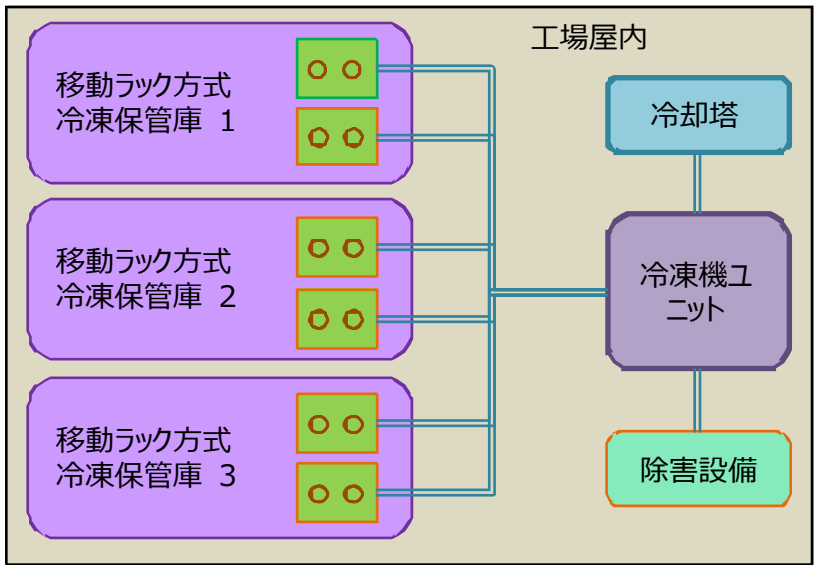 工場屋内
移動ラック方式
冷凍保管庫 1
冷却塔
移動ラック方式
冷凍保管庫 2
冷凍機ユ
ニット
移動ラック方式
冷凍保管庫 3
除害設備